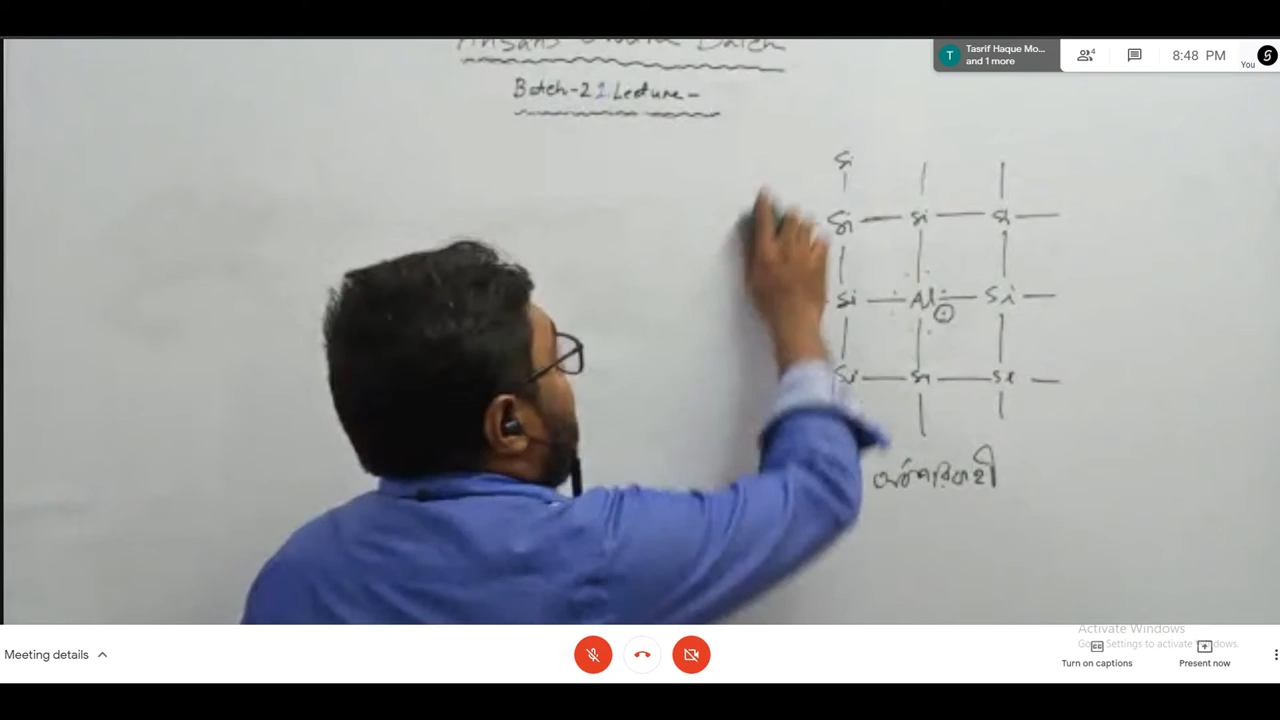 Batch-22 Lecture-
Tasrif Haque Mo...
and 1 more
T
4
8:48 PM
You
Si
Si Si Si
Si Al Si
Si Si Si
অর্ধপরিবাহী
Activate Windows
Go to Settings to activate Windows.
Meeting details
Turn on captions
Present now